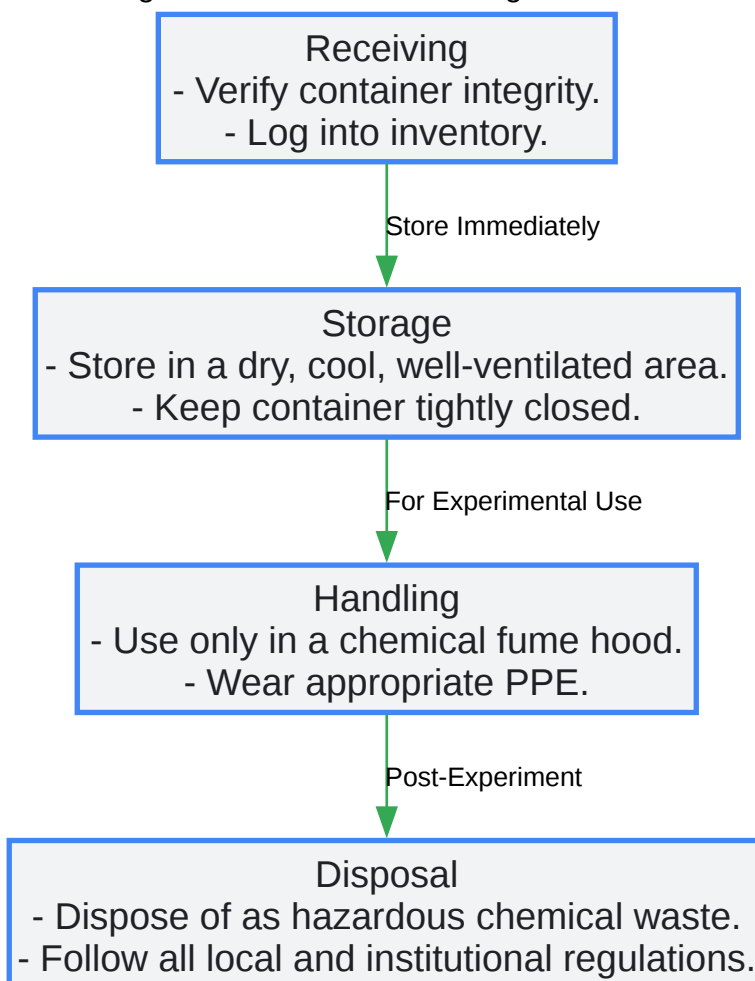 Receiving
- Verify container integrity.
- Log into inventory.
Store Immediately
Storage
- Store in a dry, cool, well-ventilated area.
- Keep container tightly closed.
For Experimental Use
Handling
- Use only in a chemical fume hood.
- Wear appropriate PPE.
Post-Experiment
Disposal
- Dispose of as hazardous chemical waste.
- Follow all local and institutional regulations.